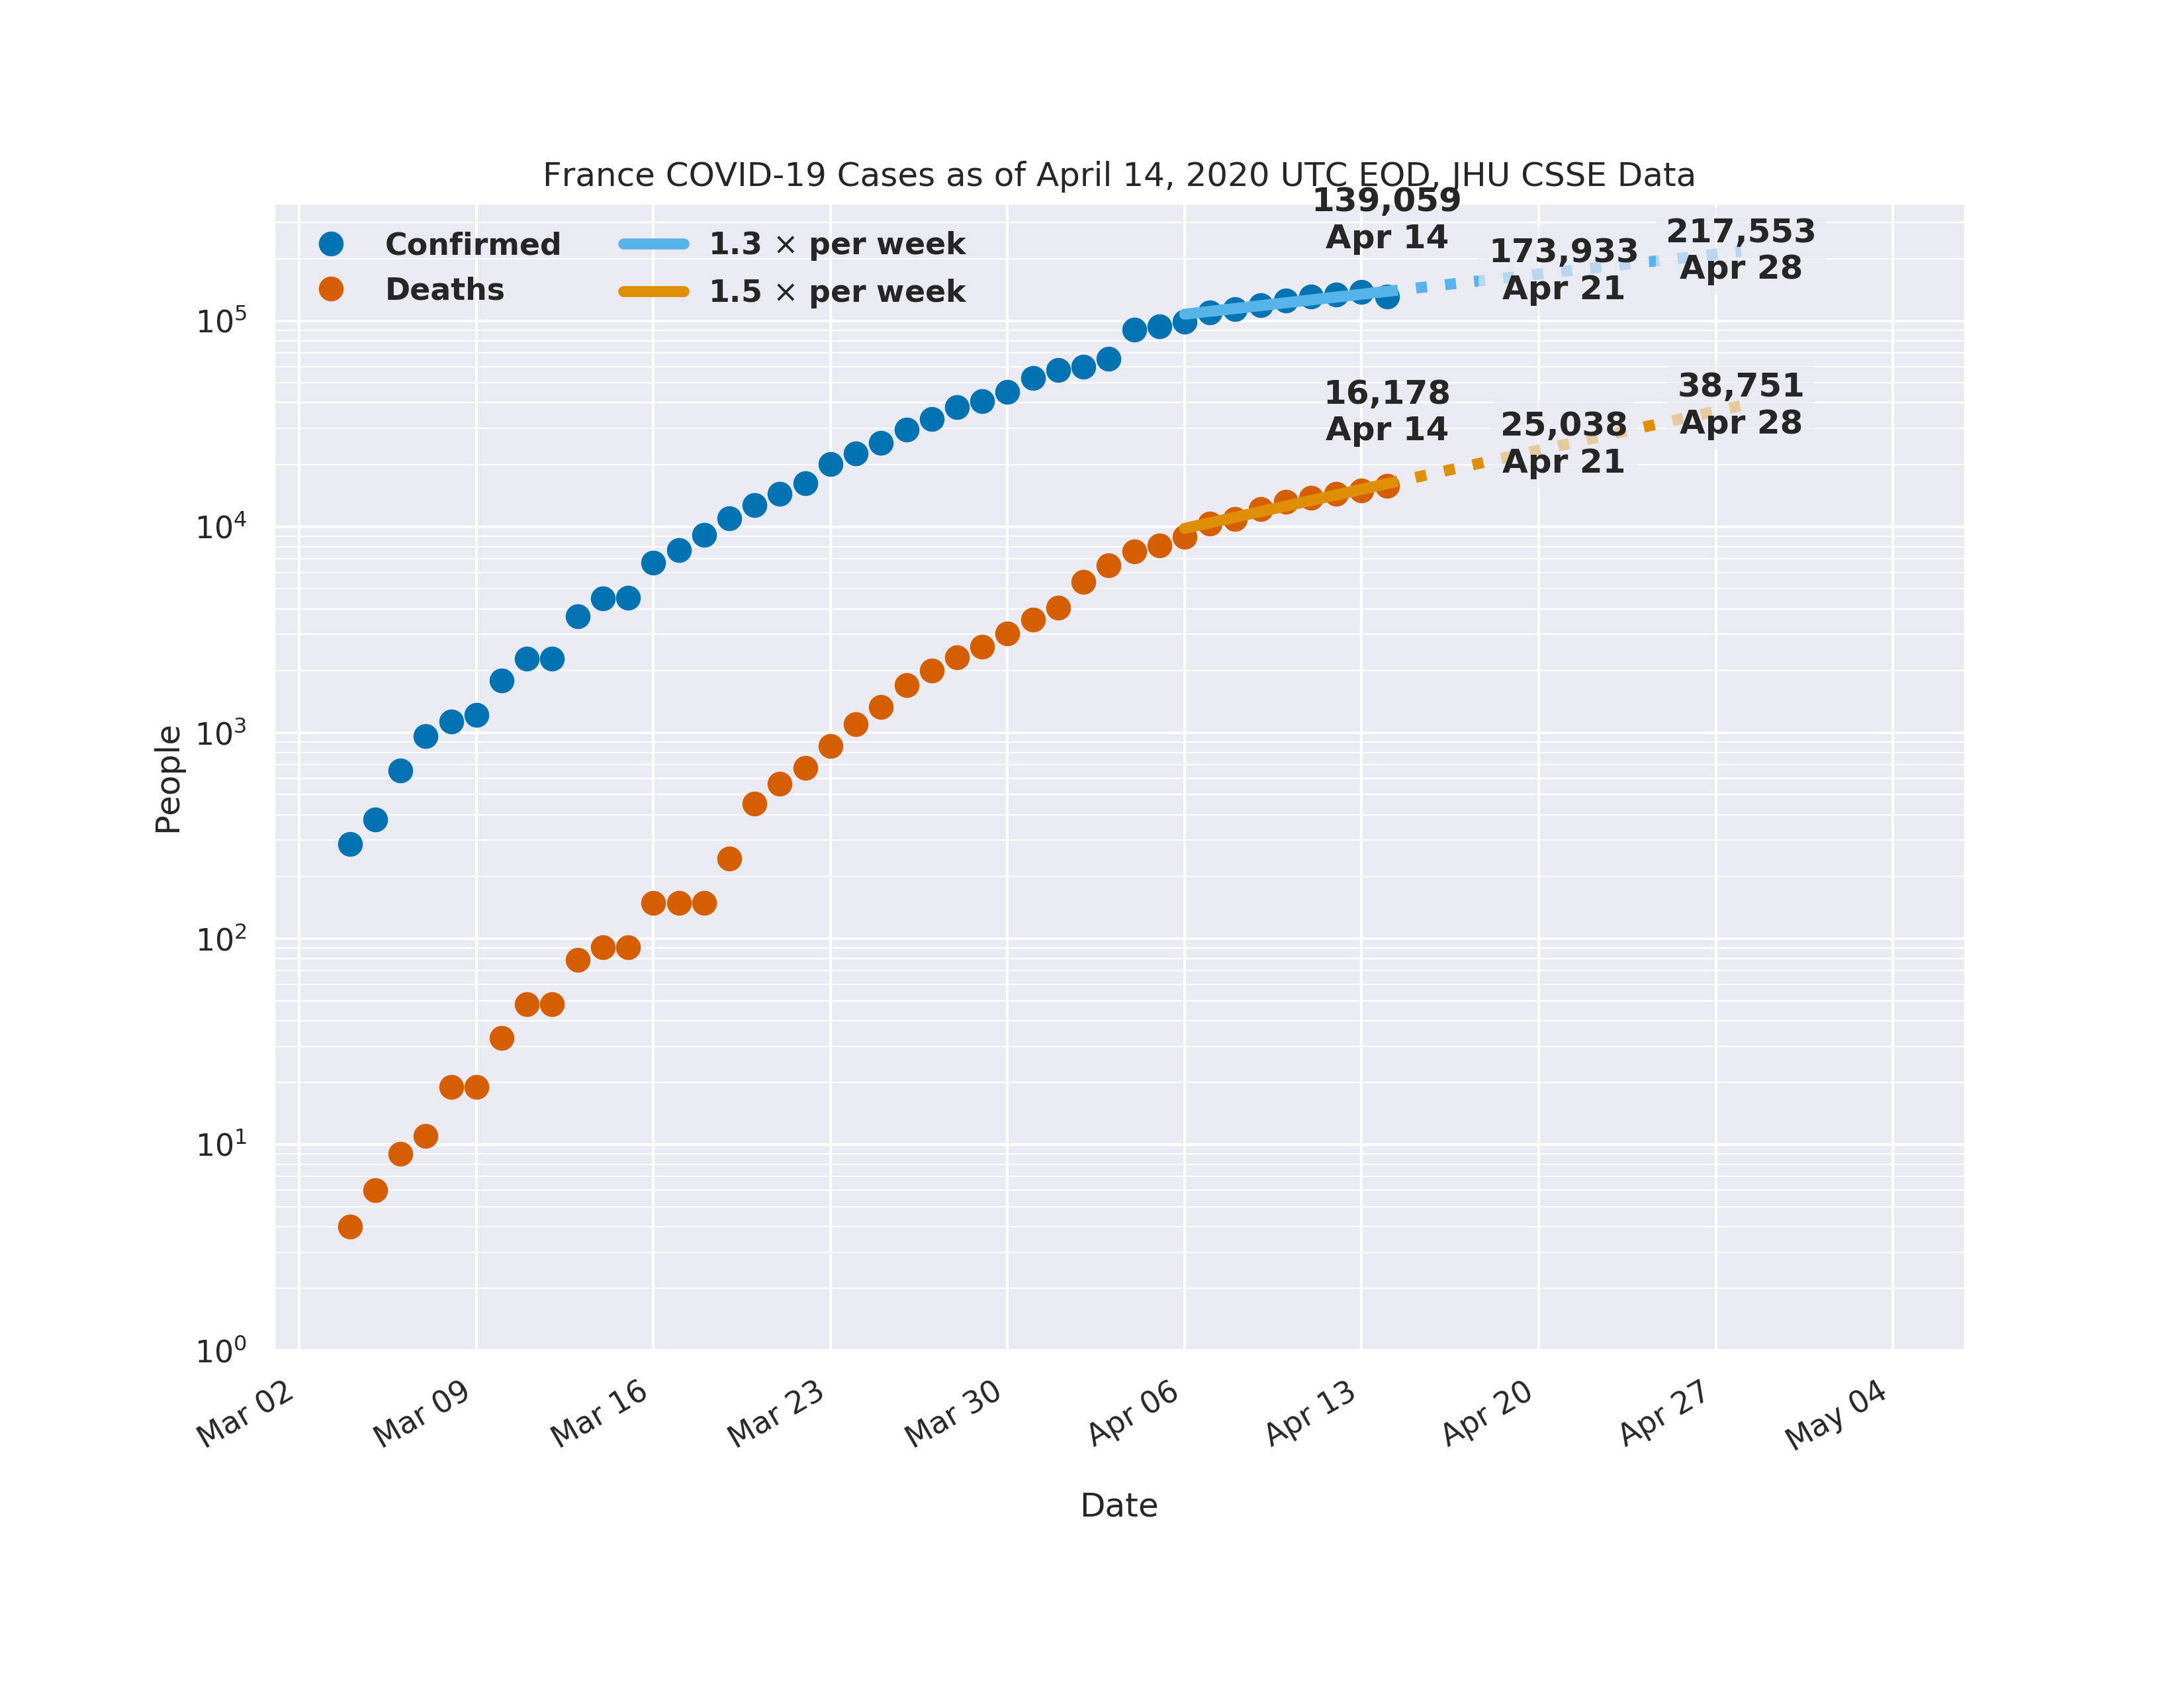 France COVID-19 Cases as of April 14, 2020 UTC EOD, JHU CSSE Data
Confirmed
Deaths
1.3 × per week
1.5 × per week
139,059
Apr 14
173,933
Apr 21
217,553
Apr 28
16,178
Apr 14
25,038
Apr 21
38,751
Apr 28
People
10⁵
10⁴
10³
10²
10¹
10⁰
Mar 02
Mar 09
Mar 16
Mar 23
Mar 30
Apr 06
Apr 13
Apr 20
Apr 27
May 04
Date